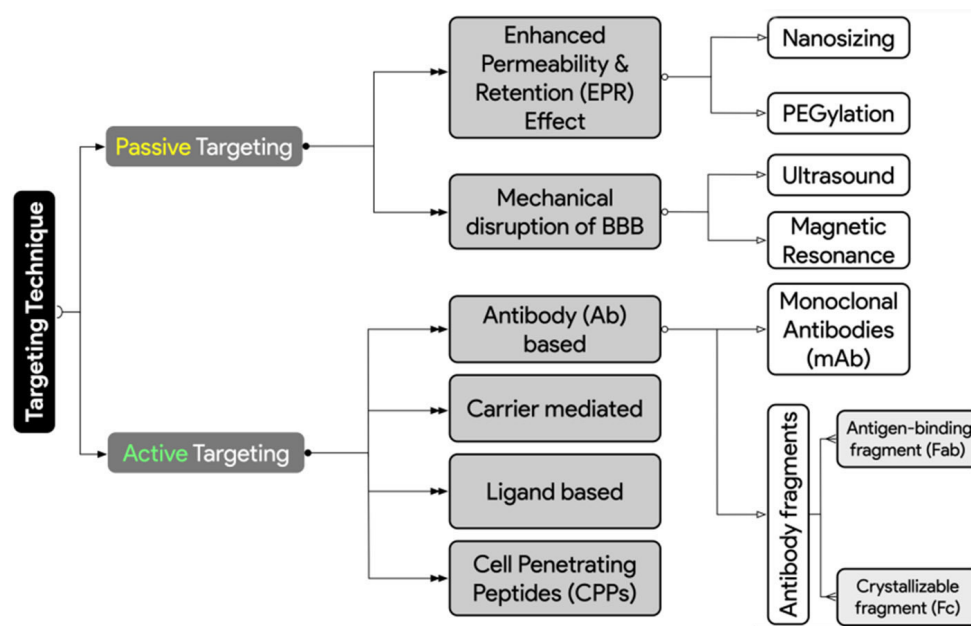 Targeting Technique
Passive Targeting
Enhanced
Permeability &
Retention (EPR)
Effect
Nanosizing
PEGylation
Mechanical
disruption of BBB
Ultrasound
Magnetic
Resonance
Active Targeting
Antibody (Ab)
based
Monoclonal
Antibodies
(mAb)
Antibody fragments
Antigen-binding
fragment (Fab)
Crystallizable
fragment (Fc)
Carrier mediated
Ligand based
Cell Penetrating
Peptides (CPPs)